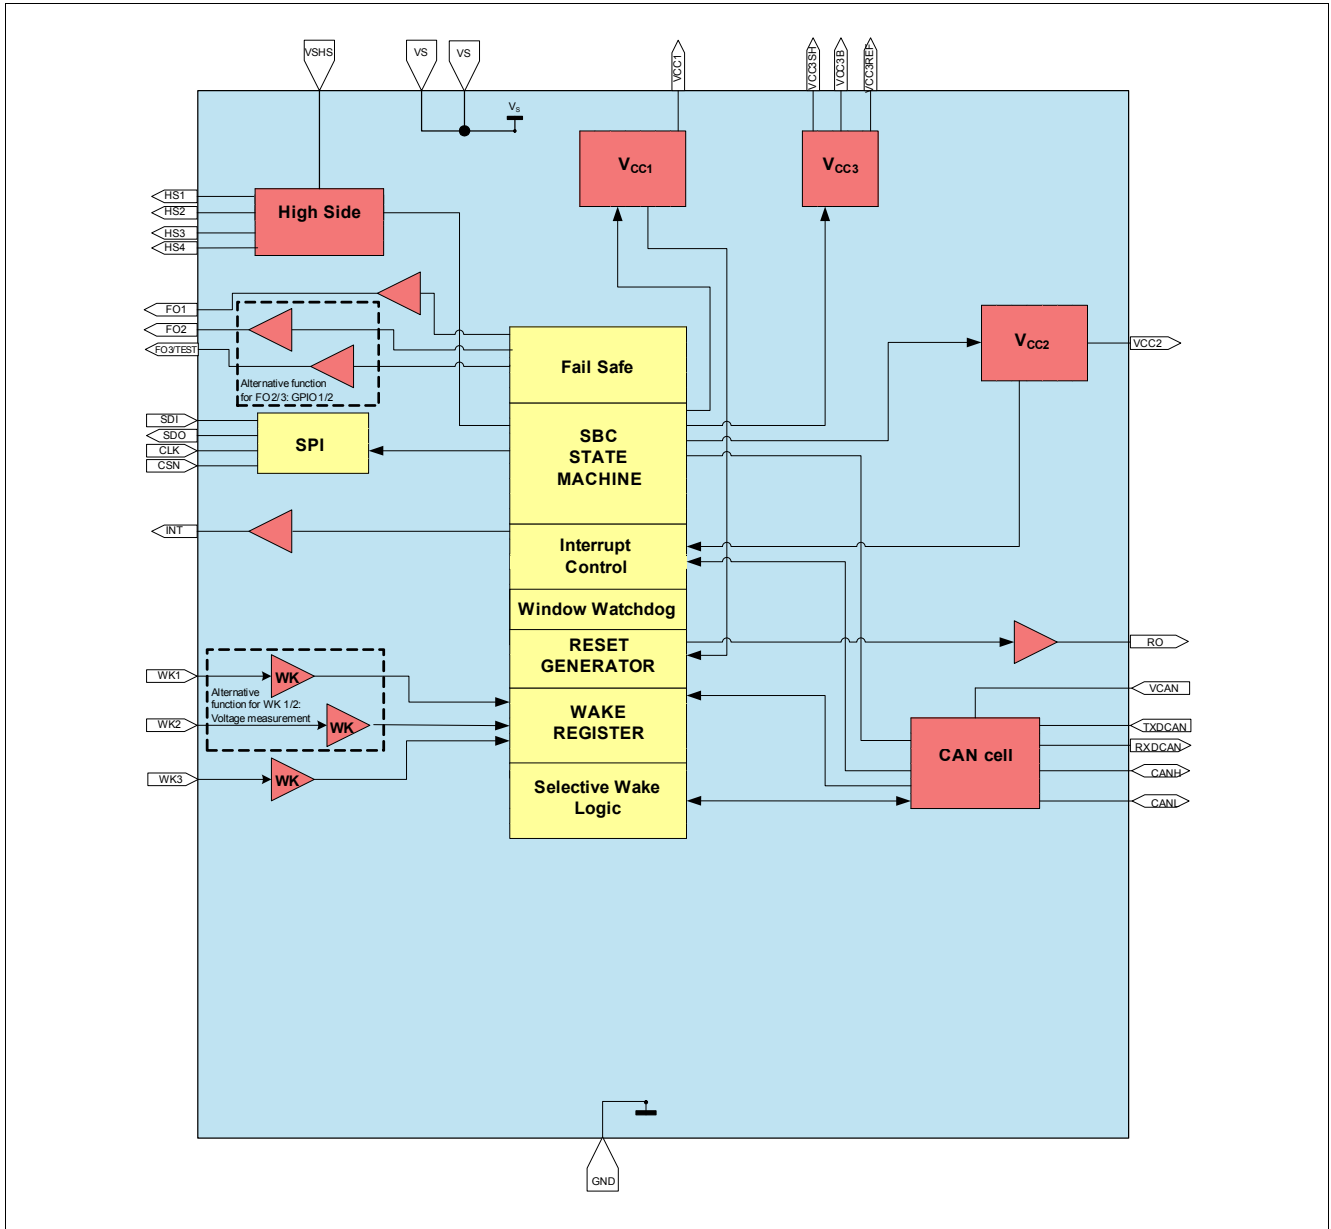 VSHS
VS
VS
VCC1
VCC3SH
VCC3B
VCC3REF
VS
VCC1
VCC3
HS1
HS2
HS3
HS4
High Side
FO1
FO2
FO3/TEST
Alternative function
for FO2/3: GPIO1/2
Fail Safe
VCC2
VCC2
SDI
SDO
CLK
CSN
SPI
SBC
STATE
MACHINE
INT
Interrupt
Control
Window Watchdog
RESET
GENERATOR
RO
WK1
WK
Alternative
function for WK 1/2:
Voltage measurement
WK2
WK
WK3
WK
WAKE
REGISTER
Selective Wake
Logic
CAN cell
VCAN
TXDCAN
RXDCAN
CANH
CANL
GND